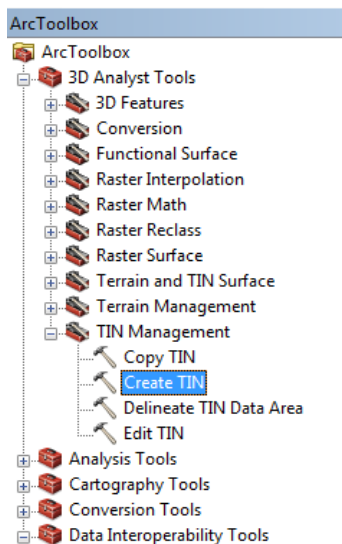 ArcToolbox
ArcToolbox
3D Analyst Tools
3D Features
Conversion
Functional Surface
Raster Interpolation
Raster Math
Raster Reclass
Raster Surface
Terrain and TIN Surface
Terrain Management
TIN Management
Copy TIN
Create TIN
Delineate TIN Data Area
Edit TIN
Analysis Tools
Cartography Tools
Conversion Tools
Data Interoperability Tools